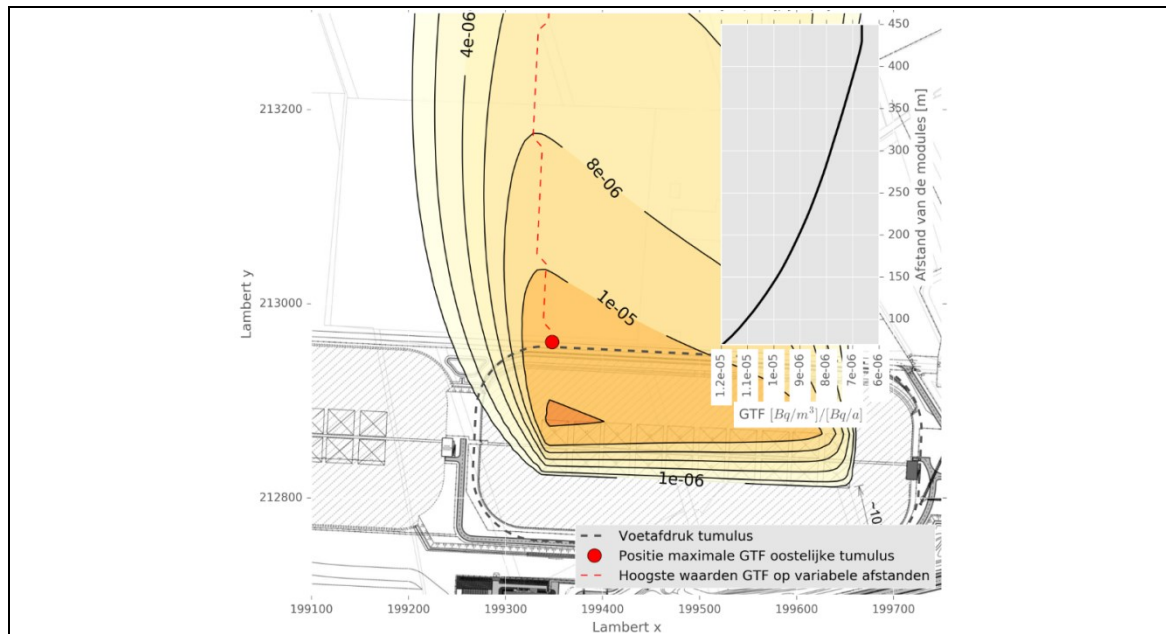 4e-06
8e-06
1e-05
1e-06
~10
213200
213000
212800
Lambert y
199100 199200 199300 199400 199500 199600 199700
Lambert x
450
400
350
300
250
200
150
100
Afstand van de modules [m]
1.2e-05 1.1e-05 1e-05 9e-06 8e-06 7e-06 6e-06
GTF [Bq/m³]/[Bq/a]
Voetafdruk tumulus
Positie maximale GTF oostelijke tumulus
Hoogste waarden GTF op variabele afstanden